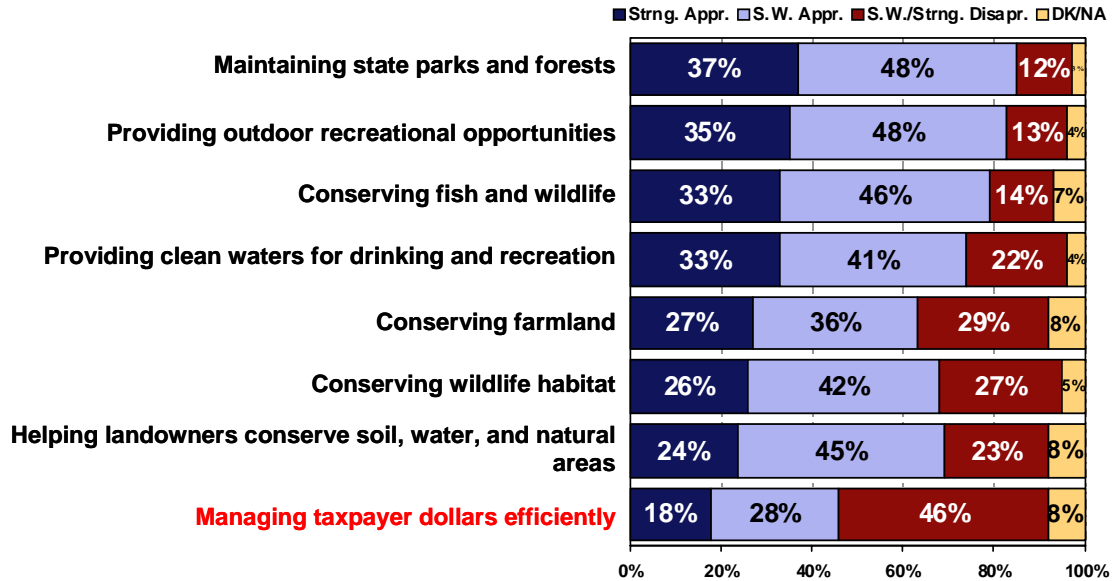 Strng. Appr. S.W. Appr. S.W./Strng. Disapr. DK/NA
Maintaining state parks and forests 37% 48% 12%
Providing outdoor recreational opportunities 35% 48% 13% 4%
Conserving fish and wildlife 33% 46% 14% 7%
Providing clean waters for drinking and recreation 33% 41% 22% 4%
Conserving farmland 27% 36% 29% 8%
Conserving wildlife habitat 26% 42% 27% 5%
Helping landowners conserve soil, water, and natural
areas 24% 45% 23% 8%
Managing taxpayer dollars efficiently 18% 28% 46% 8%
0% 20% 40% 60% 80% 100%